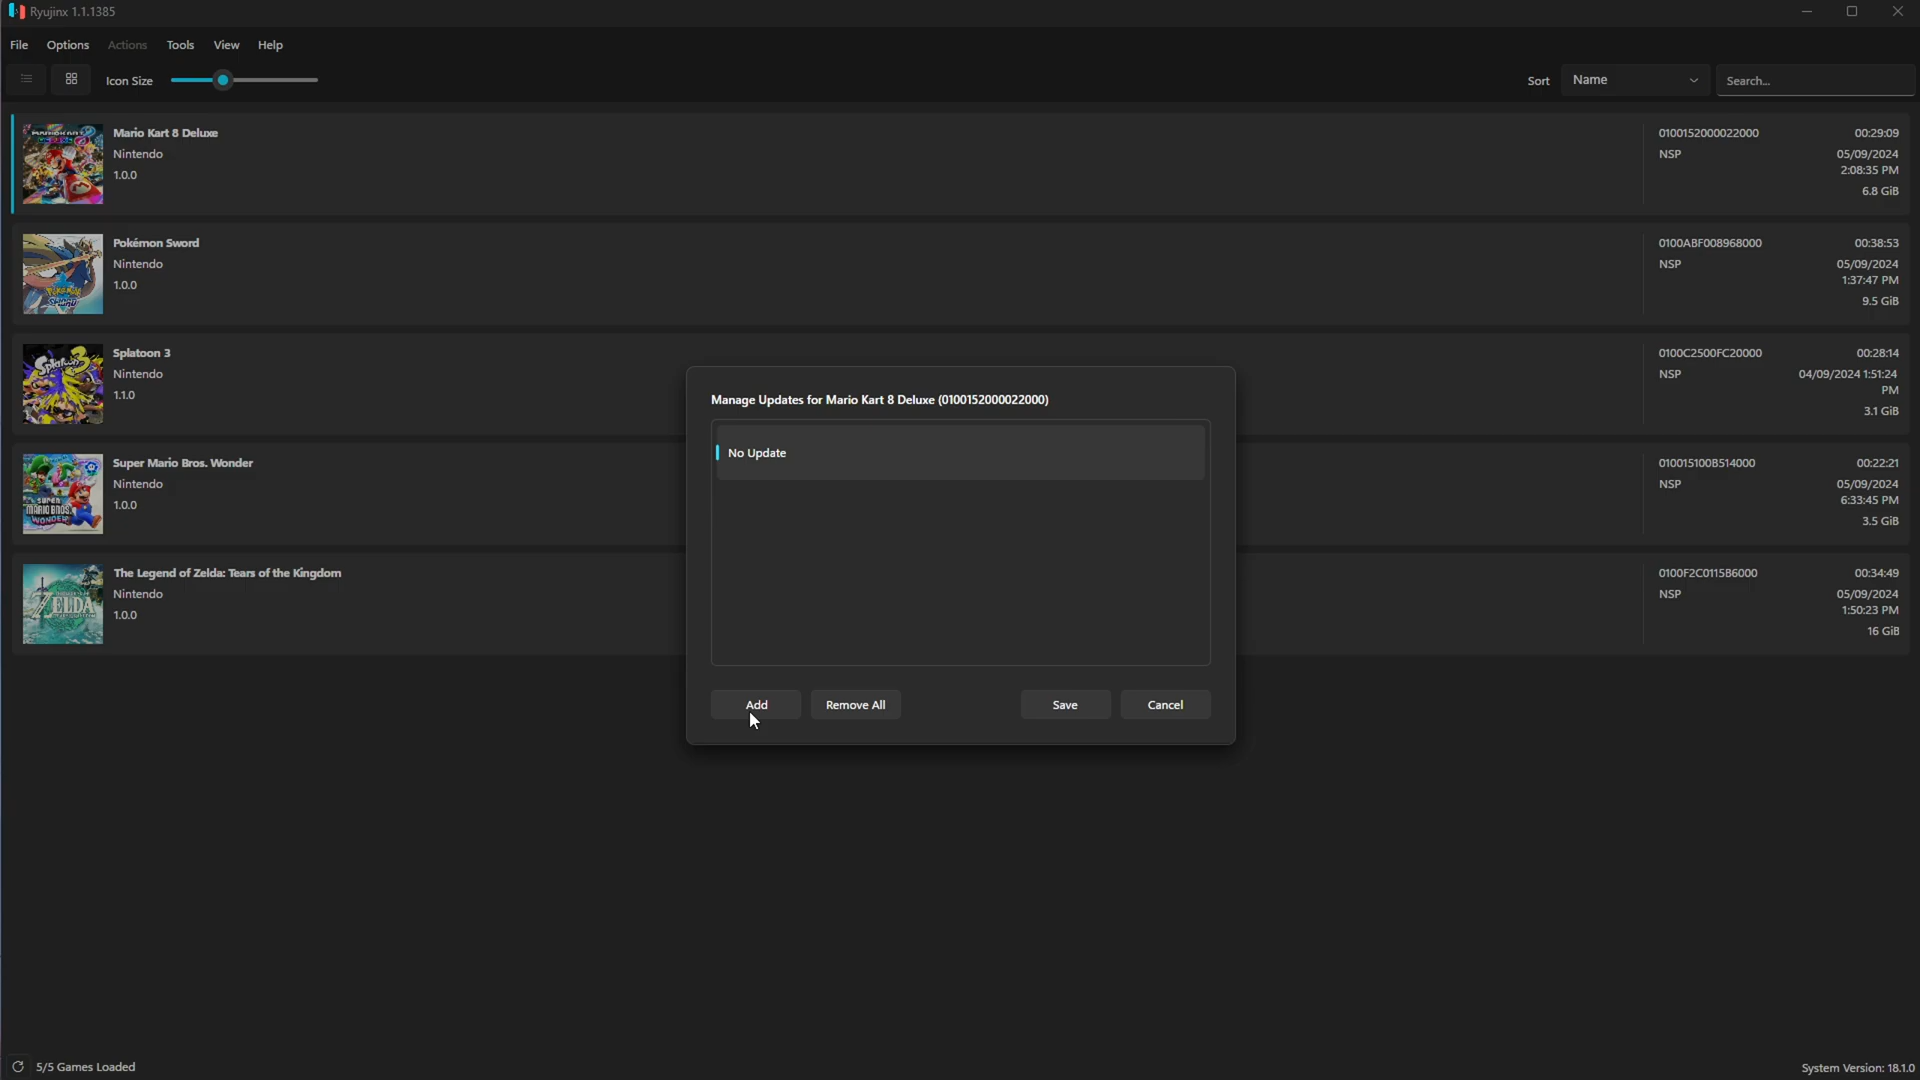 Ryujinx 1.1.1385
File Options Actions Tools View Help
Icon Size
Sort Name Search...
Mario Kart 8 Deluxe
Nintendo
1.0.0
0100152000022000 00:29:09
NSP 05/09/2024
2:08:35 PM
6.8 GiB
Pokémon Sword
Nintendo
1.0.0
0100ABF008968000 00:38:53
NSP 05/09/2024
1:37:47 PM
9.5 GiB
POKÉMON
SWORD
Splatoon 3
Nintendo
1.1.0
0100C2500FC20000 00:28:14
NSP 04/09/2024 1:51:24
PM
3.1 GiB
Super Mario Bros. Wonder
Nintendo
1.0.0
010015100B514000 00:22:21
NSP 05/09/2024
6:33:45 PM
3.5 GiB
SUPER
MARIO BROS.
WONDER
The Legend of Zelda: Tears of the Kingdom
Nintendo
1.0.0
0100F2C0115B6000 00:34:49
NSP 05/09/2024
1:50:23 PM
16 GiB
ZELDA
Manage Updates for Mario Kart 8 Deluxe (0100152000022000)
No Update
Add Remove All Save Cancel
5/5 Games Loaded
System Version: 18.1.0